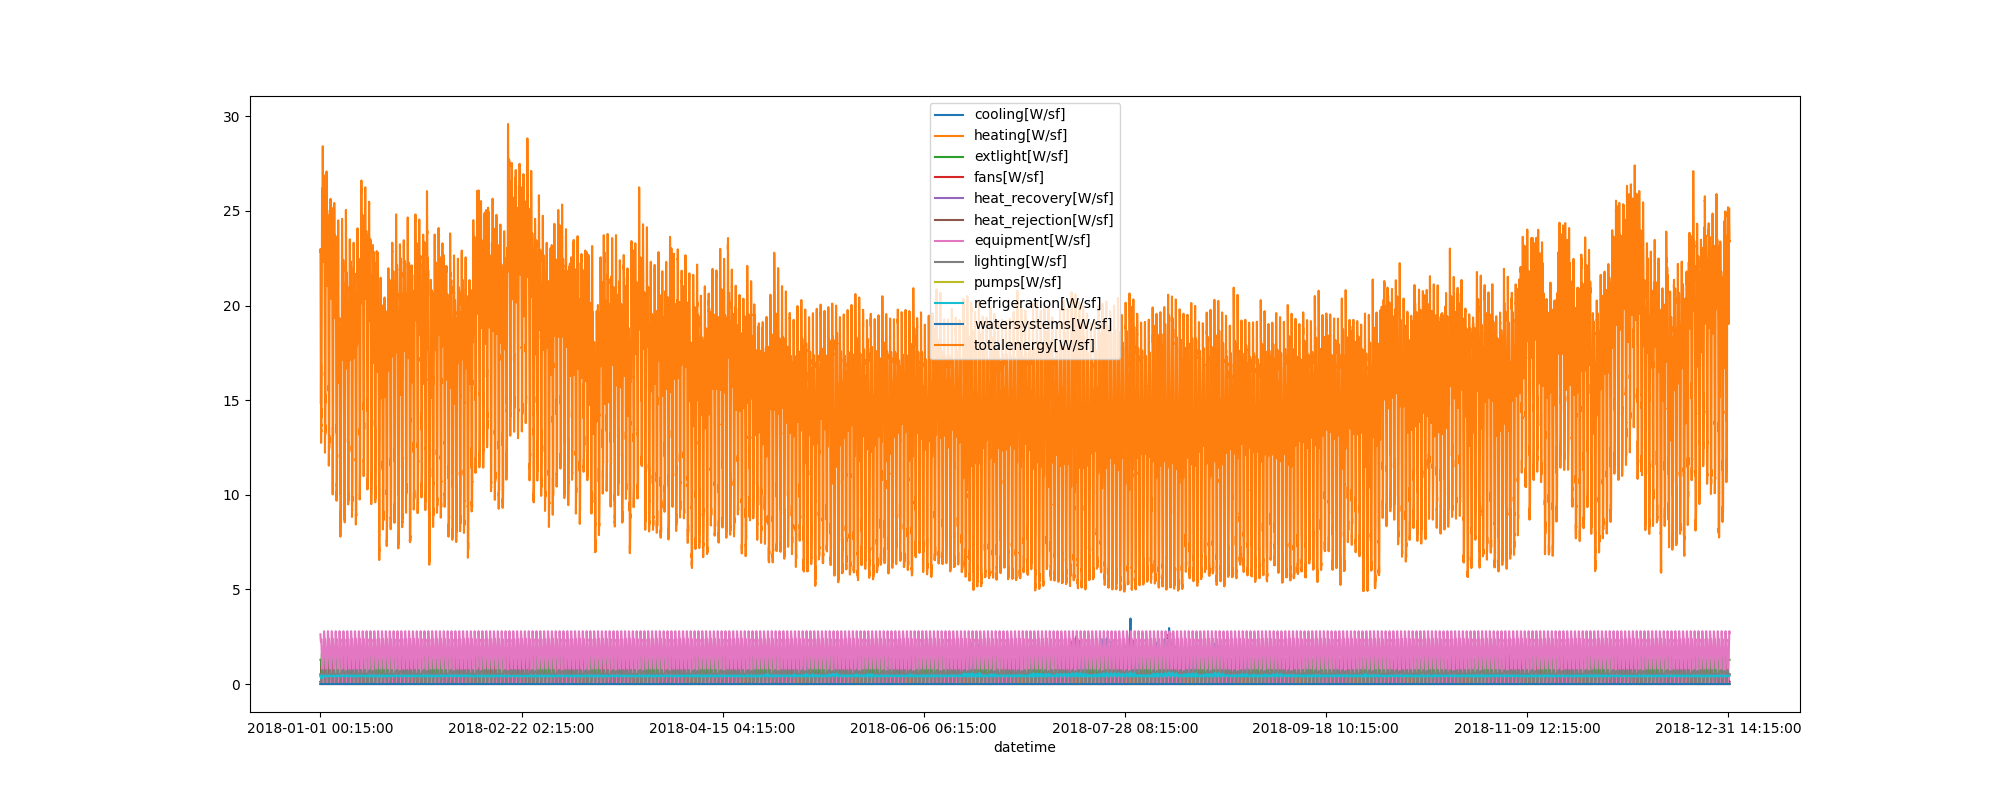 30
25
20
15
10
5
0
cooling[W/sf]
heating[W/sf]
extlight[W/sf]
fans[W/sf]
heat_recovery[W/sf]
heat_rejection[W/sf]
equipment[W/sf]
lighting[W/sf]
pumps[W/sf]
refrigeration[W/sf]
watersystems[W/sf]
totalenergy[W/sf]
2018-01-01 00:15:00 2018-02-22 02:15:00 2018-04-15 04:15:00 2018-06-06 06:15:00 2018-07-28 08:15:00 2018-09-18 10:15:00 2018-11-09 12:15:00 2018-12-31 14:15:00
datetime